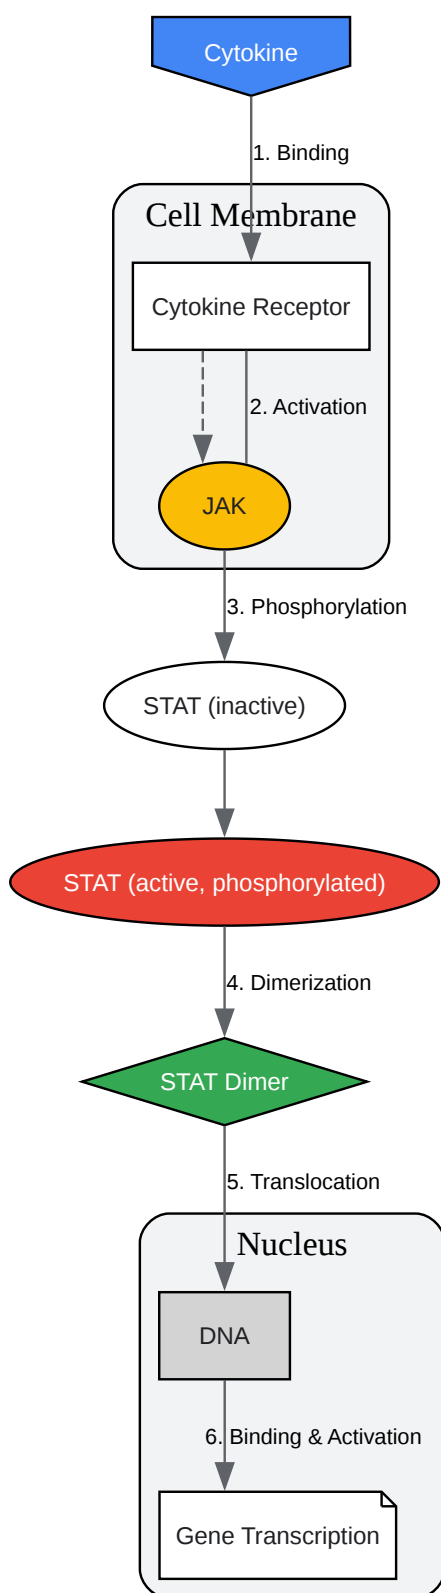 Cytokine
1. Binding
Cell Membrane
Cytokine Receptor
2. Activation
JAK
3. Phosphorylation
STAT (inactive)
STAT (active, phosphorylated)
4. Dimerization
STAT Dimer
5. Translocation
Nucleus
DNA
6. Binding & Activation
Gene Transcription